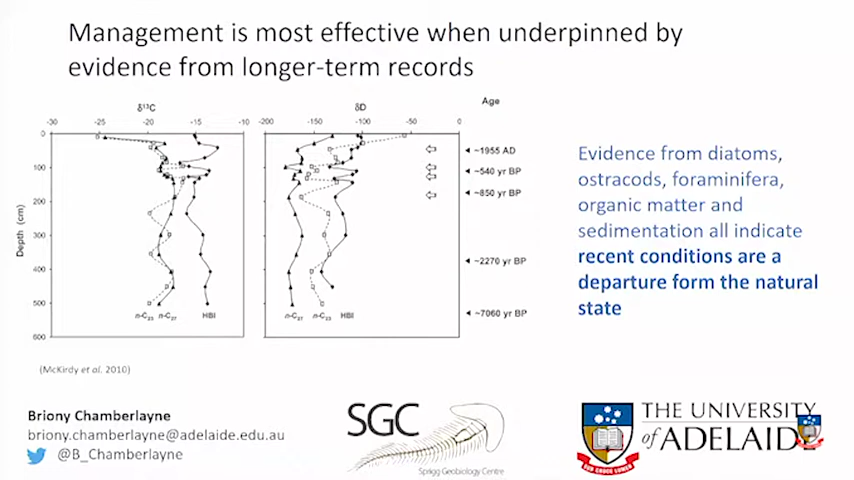 Management is most effective when underpinned by
evidence from longer-term records
δ¹³C
δD
Age
-30 -25 -20 -15 -10
-200 -150 -100 -50 0
0
100
200
300
400
500
600
Depth (cm)
~1955 AD
~540 yr BP
~850 yr BP
~2270 yr BP
~7060 yr BP
n-C₂₃ n-C₂₇ HBI
n-C₂₇ n-C₂₃ HBI
(McKirdy et al. 2010)
Evidence from diatoms,
ostracods, foraminifera,
organic matter and
sedimentation all indicate
recent conditions are a
departure form the natural
state
Briony Chamberlayne
briony.chamberlayne@adelaide.edu.au
@B_Chamberlayne
SGC
Sprigg Geobiology Centre
THE UNIVERSITY
of ADELAIDE
SUB CRUCE LUMEN